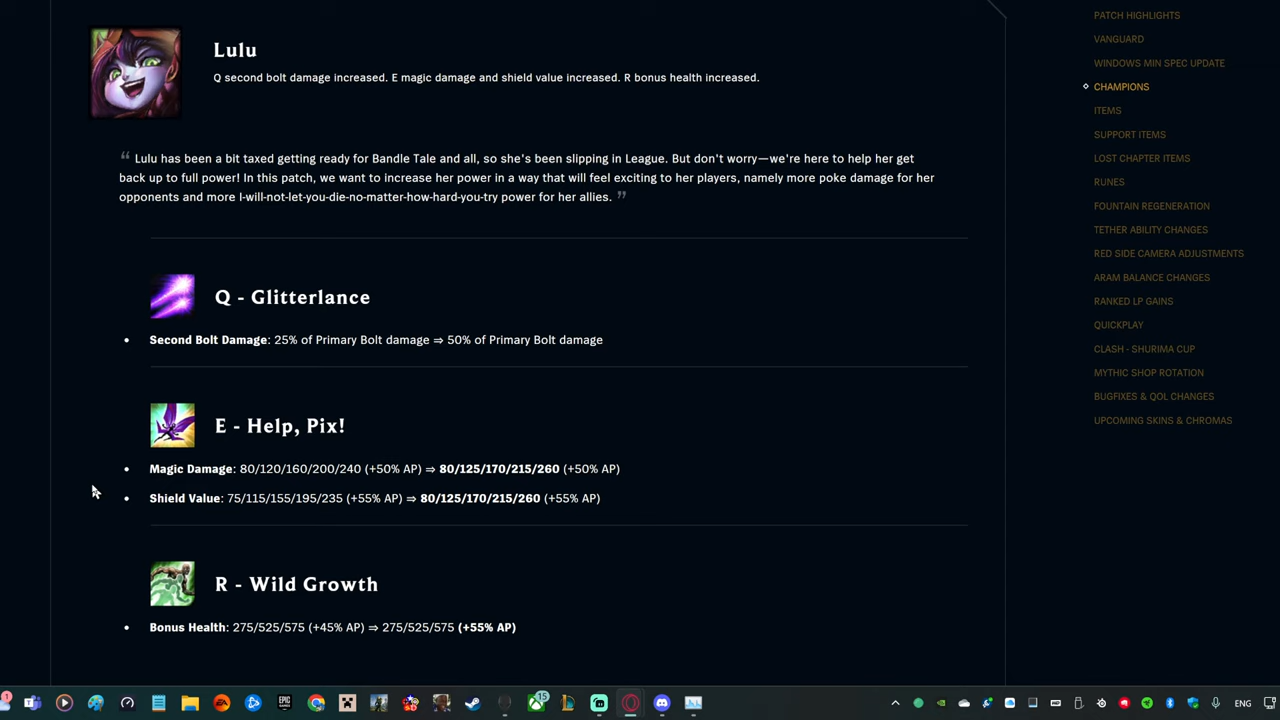 Lulu
Q second bolt damage increased. E magic damage and shield value increased. R bonus health increased.
“ Lulu has been a bit taxed getting ready for Bandle Tale and all, so she's been slipping in League. But don't worry—we're here to help her get
back up to full power! In this patch, we want to increase her power in a way that will feel exciting to her players, namely more poke damage for her
opponents and more I-will-not-let-you-die-no-matter-how-hard-you-try power for her allies. ”
Q - Glitterlance
• Second Bolt Damage: 25% of Primary Bolt damage ⇒ 50% of Primary Bolt damage
E - Help, Pix!
• Magic Damage: 80/120/160/200/240 (+50% AP) ⇒ 80/125/170/215/260 (+50% AP)
• Shield Value: 75/115/155/195/235 (+55% AP) ⇒ 80/125/170/215/260 (+55% AP)
R - Wild Growth
• Bonus Health: 275/525/575 (+45% AP) ⇒ 275/525/575 (+55% AP)
PATCH HIGHLIGHTS
VANGUARD
WINDOWS MIN SPEC UPDATE
CHAMPIONS
ITEMS
SUPPORT ITEMS
LOST CHAPTER ITEMS
RUNES
FOUNTAIN REGENERATION
TETHER ABILITY CHANGES
RED SIDE CAMERA ADJUSTMENTS
ARAM BALANCE CHANGES
RANKED LP GAINS
QUICKPLAY
CLASH - SHURIMA CUP
MYTHIC SHOP ROTATION
BUGFIXES & QOL CHANGES
UPCOMING SKINS & CHROMAS
1
EPIC
15
ENG